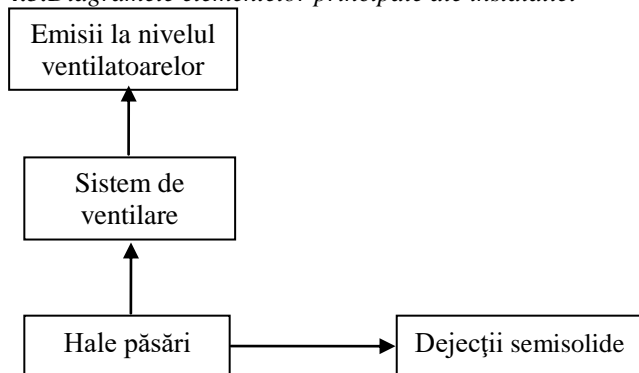 Emisii la nivelul
ventilatoarelor
Sistem de
ventilare
Hale păsări
Dejecţii semisolide